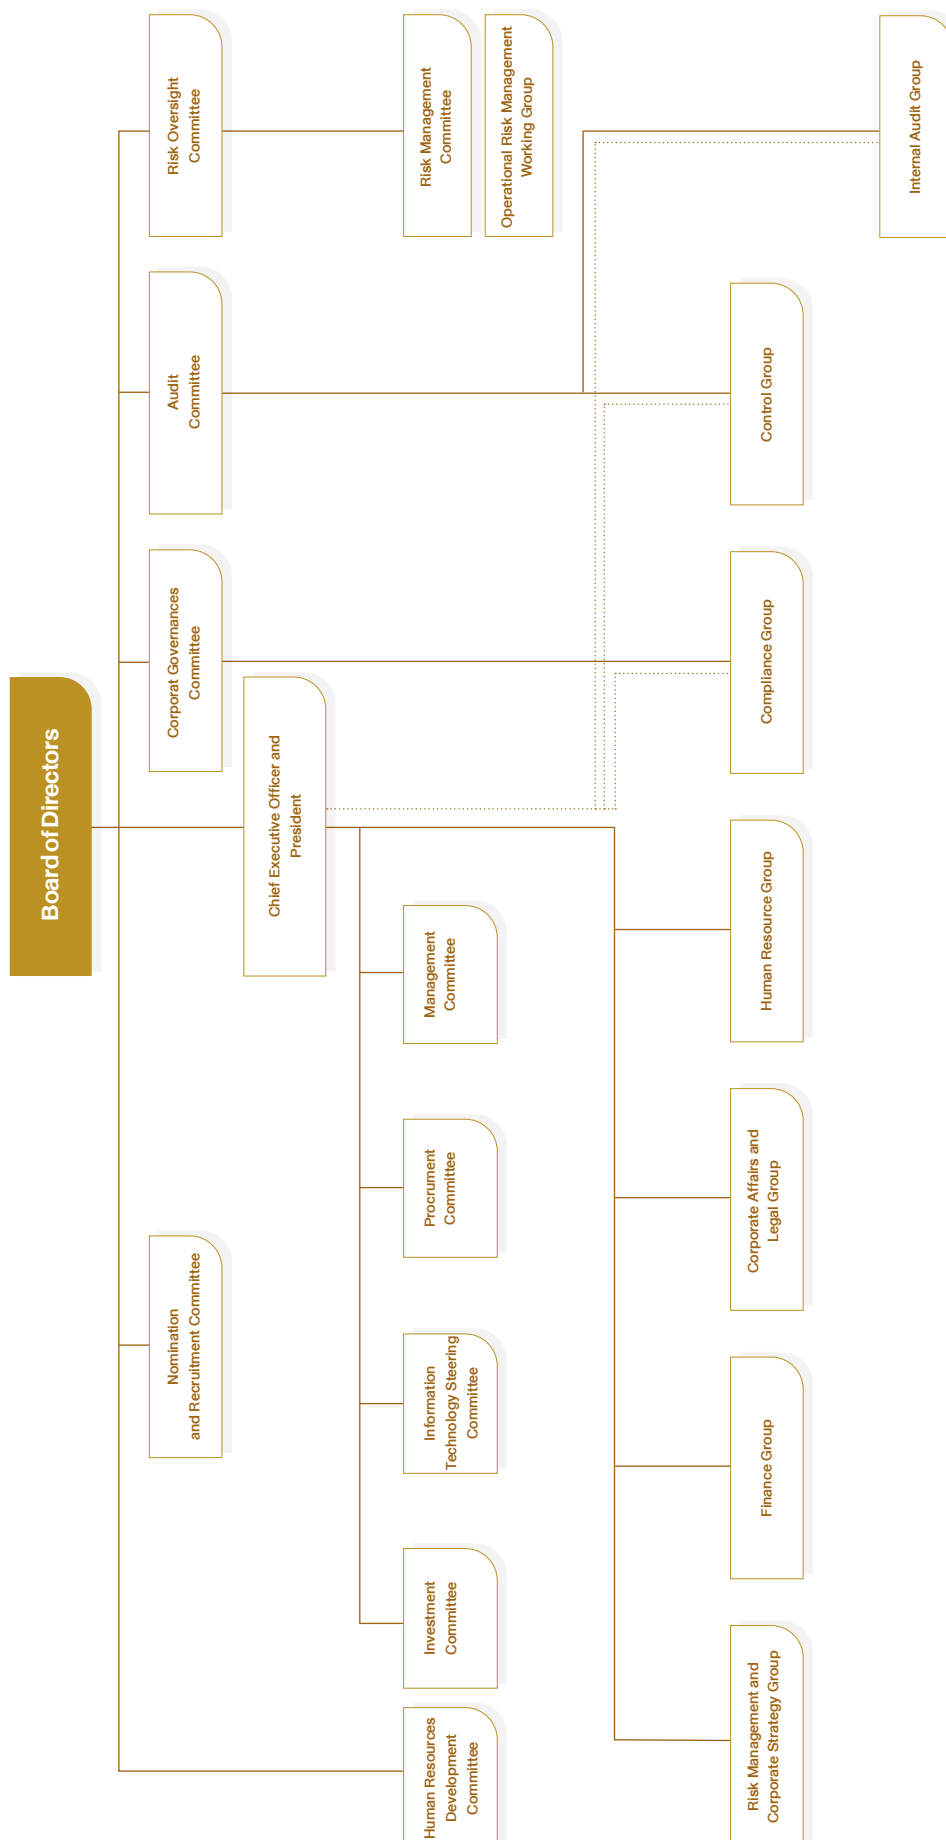 Board of Directors
Nomination
and Recruitment Committee
Corporat Governances
Committee
Audit
Committee
Risk Oversight
Committee
Chief Executive Officer and
President
Human Resources
Development
Committee
Investment
Committee
Information
Technology Steering
Committee
Procrument
Committee
Management
Committee
Risk Management
Committee
Operational Risk Management
Working Group
Risk Management and
Corporate Strategy Group
Finance Group
Corporate Affairs and
Legal Group
Human Resource Group
Compliance Group
Control Group
Internal Audit Group